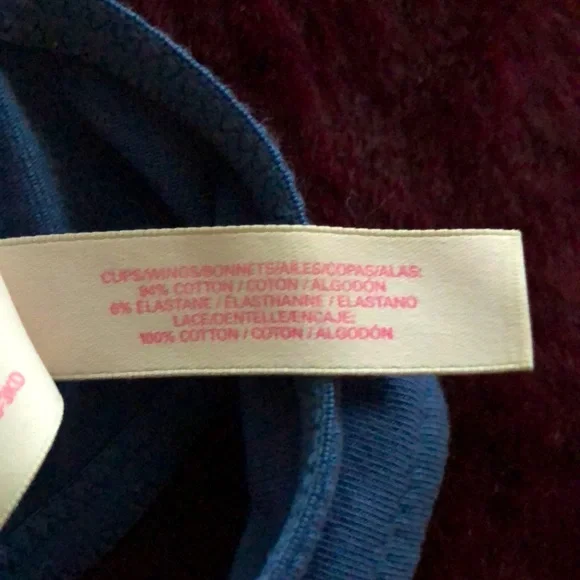 CUPS/WINGS/BONNETS/AILES/COPAS/ALAS:
94% COTTON / COTON / ALGODÓN
6% ELASTANE / ÉLASTHANNE / ELASTANO
LACE/DENTELLE/ENCAJE:
100% COTTON / COTON / ALGODÓN